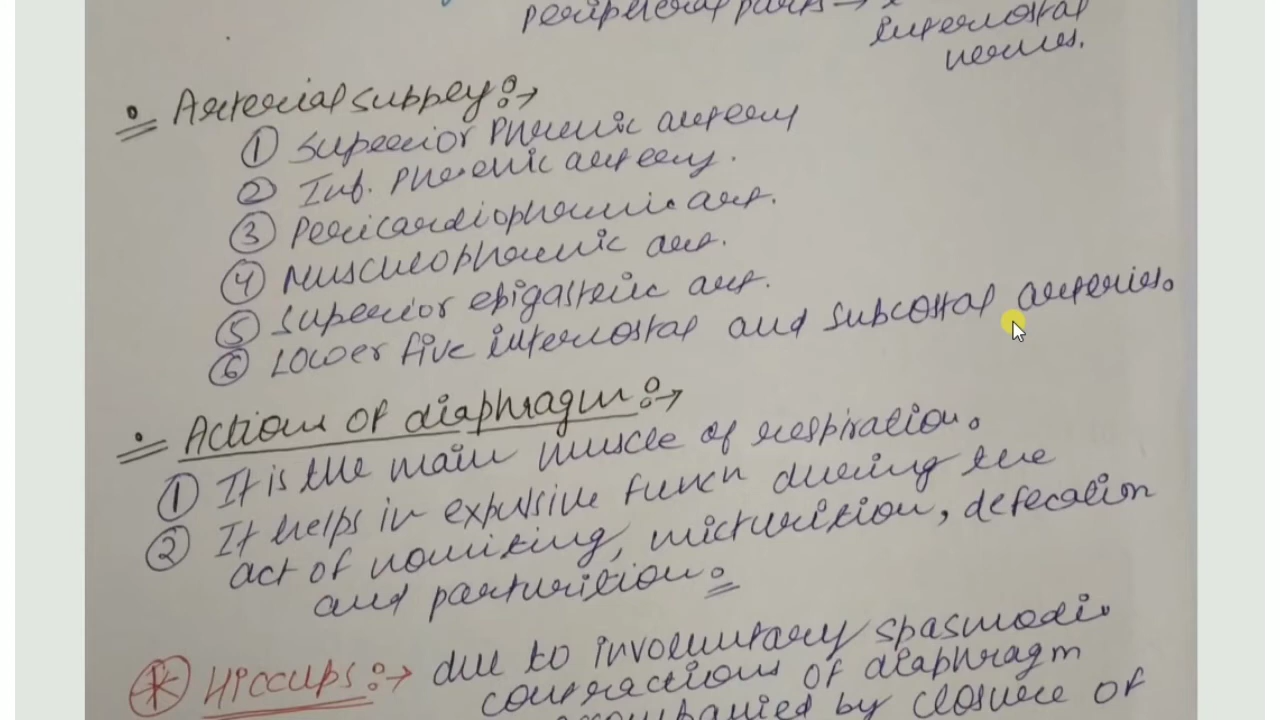 peripheral parts →
intercostal
nerves.
Arterial supply :→
① Superior Phrenic artery
② Inf. Phrenic artery.
③ Pericardiophrenic art.
④ Musculophrenic art.
⑤ Superior epigastric art.
⑥ Lower five intercostal and subcostal arteries.
Actions of diaphragm :→
① It is the main muscle of respiration.
② It helps in expulsive funcn during the
act of vomiting, micturition, defecation
and parturition.
* Hiccups :→ due to involuntary spasmodic
contractions of diaphragm
accompanied by closure of